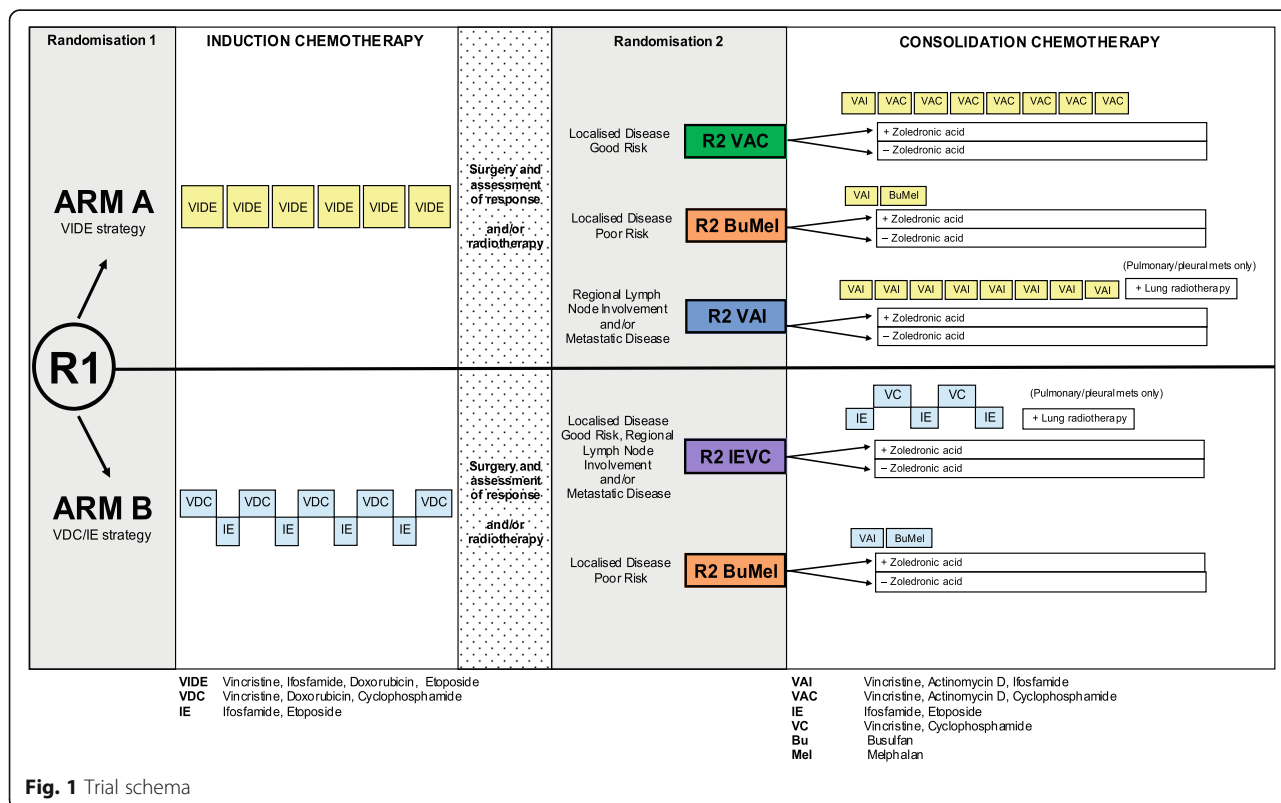 Randomisation 1
INDUCTION CHEMOTHERAPY
Randomisation 2
CONSOLIDATION CHEMOTHERAPY
ARM A
VIDE strategy
VIDE VIDE VIDE VIDE VIDE VIDE
Surgery and
assessment
of response
and/or
radiotherapy
Localised Disease
Good Risk
R2 VAC
VAI VAC VAC VAC VAC VAC VAC VAC
+ Zoledronic acid
– Zoledronic acid
Localised Disease
Poor Risk
R2 BuMel
VAI BuMel
+ Zoledronic acid
– Zoledronic acid
Regional Lymph
Node Involvement
and/or
Metastatic Disease
R2 VAI
(Pulmonary/pleural mets only)
VAI VAI VAI VAI VAI VAI VAI VAI + Lung radiotherapy
+ Zoledronic acid
– Zoledronic acid
R1
ARM B
VDC/IE strategy
VDC VDC VDC VDC VDC
IE IE IE IE
Surgery and
assessment
of response
and/or
radiotherapy
Localised Disease
Good Risk, Regional
Lymph Node
Involvement
and/or
Metastatic Disease
R2 IEVC
VC VC (Pulmonary/pleural mets only)
IE IE IE + Lung radiotherapy
+ Zoledronic acid
– Zoledronic acid
Localised Disease
Poor Risk
R2 BuMel
VAI BuMel
+ Zoledronic acid
– Zoledronic acid
VIDE Vincristine, Ifosfamide, Doxorubicin, Etoposide
VDC Vincristine, Doxorubicin, Cyclophosphamide
IE Ifosfamide, Etoposide
VAI Vincristine, Actinomycin D, Ifosfamide
VAC Vincristine, Actinomycin D, Cyclophosphamide
IE Ifosfamide, Etoposide
VC Vincristine, Cyclophosphamide
Bu Busulfan
Mel Melphalan
Fig. 1 Trial schema